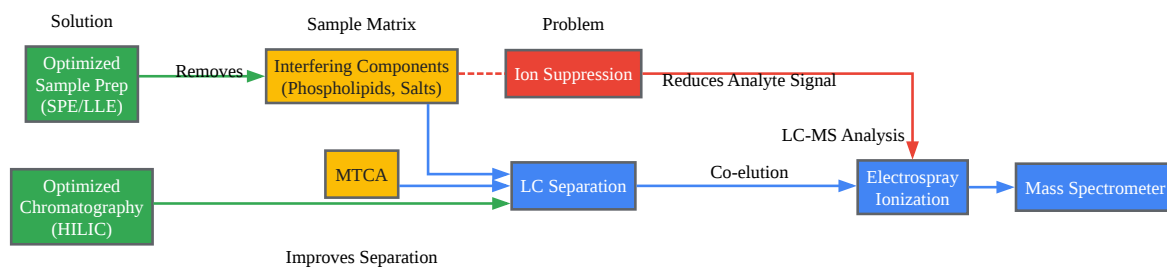 Solution
Sample Matrix
Problem
Optimized
Sample Prep
(SPE/LLE)
Removes
Interfering Components
(Phospholipids, Salts)
Ion Suppression
Reduces Analyte Signal
LC-MS Analysis
Optimized
Chromatography
(HILIC)
MTCA
LC Separation
Co-elution
Electrospray
Ionization
Mass Spectrometer
Improves Separation